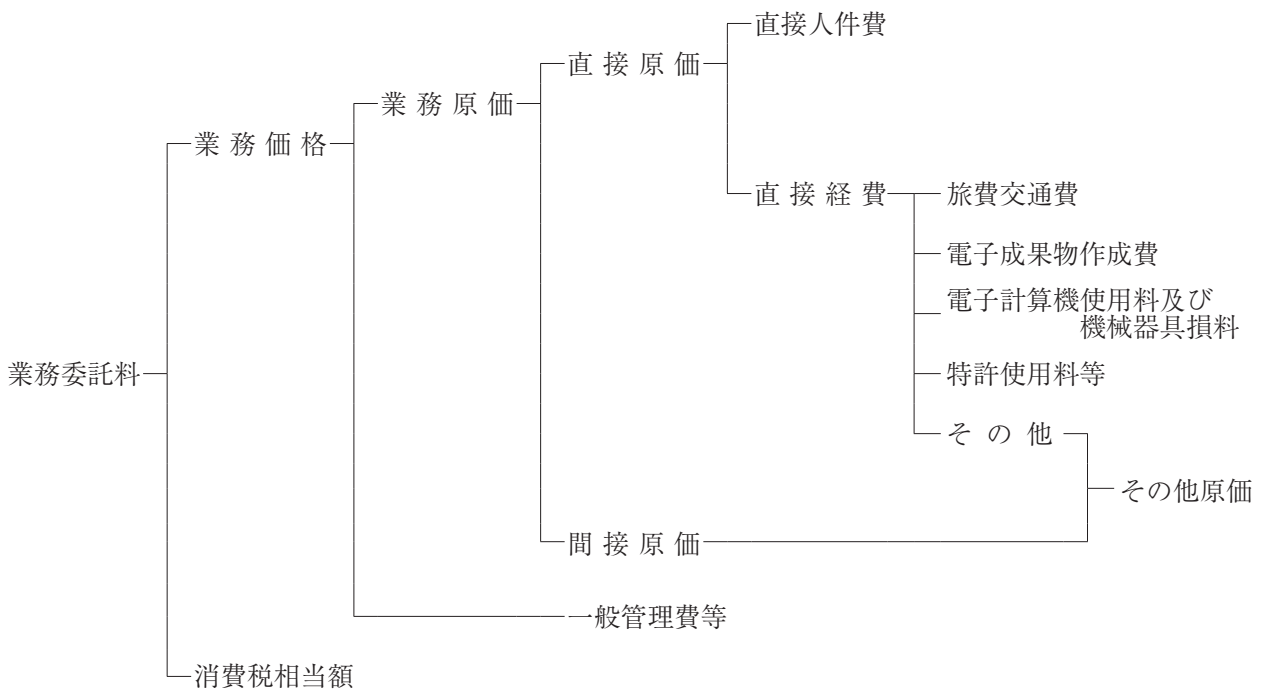 直接人件費
直接原価
業務原価
業務価格
直接経費
旅費交通費
電子成果物作成費
電子計算機使用料及び
機械器具損料
業務委託料
特許使用料等
その他
その他原価
間接原価
一般管理費等
消費税相当額